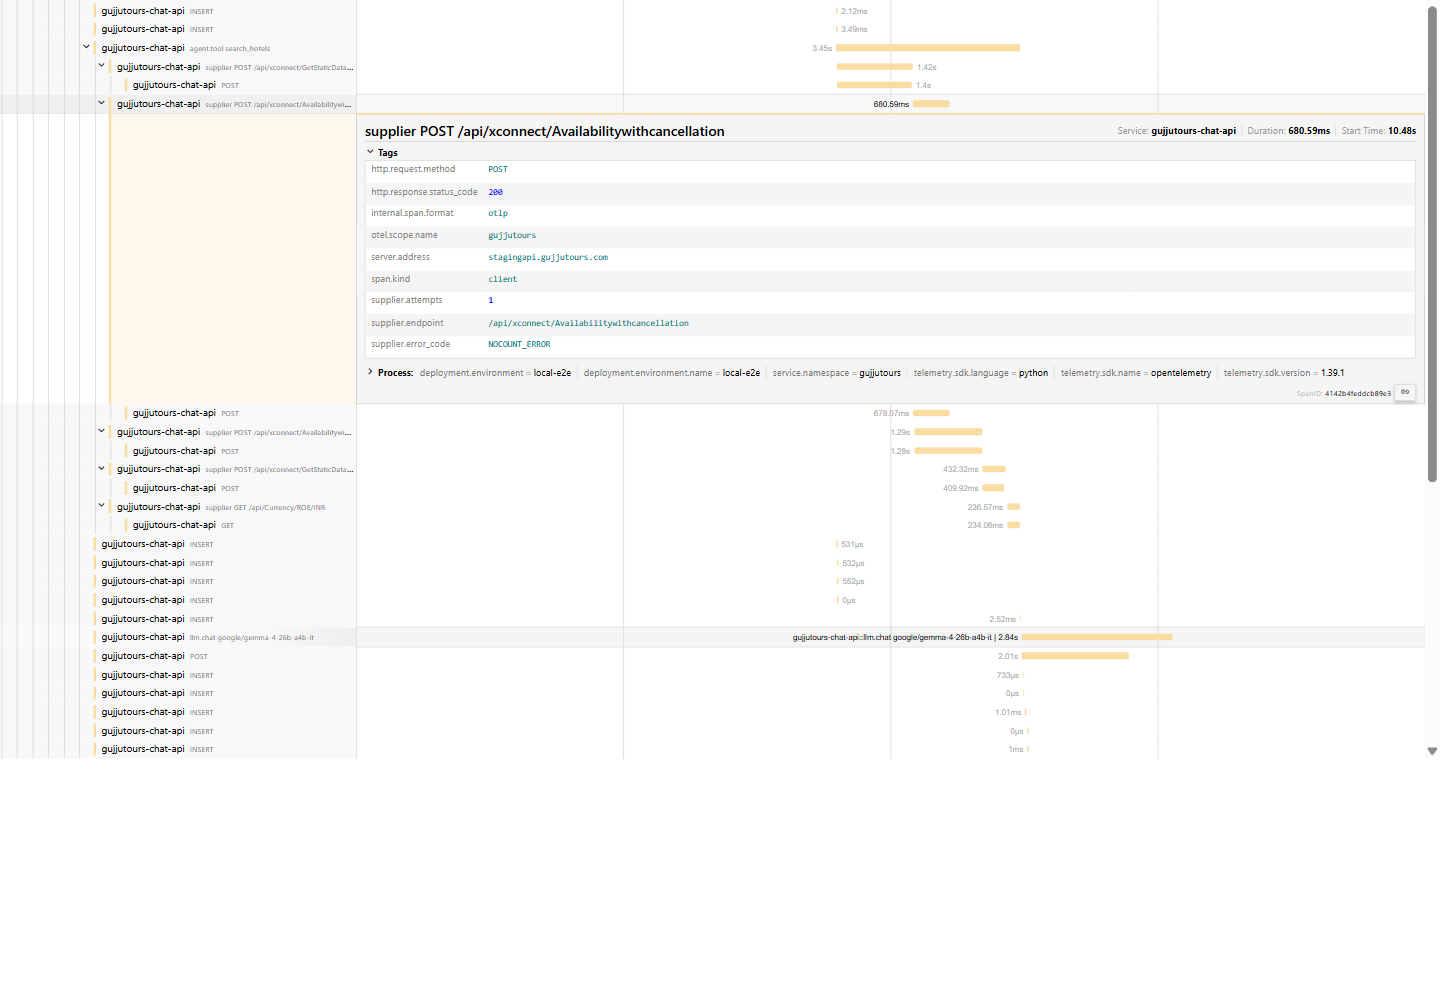 gujjutours-chat-api INSERT 2.12ms
gujjutours-chat-api INSERT 3.49ms
gujjutours-chat-api agent.tool search_hotels 3.45s
gujjutours-chat-api supplier POST /api/xconnect/GetStaticData... 1.42s
gujjutours-chat-api POST 1.4s
gujjutours-chat-api supplier POST /api/xconnect/Availabilitywi... 680.59ms
supplier POST /api/xconnect/Availabilitywithcancellation Service: gujjutours-chat-api Duration: 680.59ms Start Time: 10.48s
Tags
http.request.method POST
http.response.status_code 200
internal.span.format otlp
otel.scope.name gujjutours
server.address stagingapi.gujjutours.com
span.kind client
supplier.attempts 1
supplier.endpoint /api/xconnect/Availabilitywithcancellation
supplier.error_code NOCOUNT_ERROR
Process: deployment.environment = local-e2e deployment.environment.name = local-e2e service.namespace = gujjutours telemetry.sdk.language = python telemetry.sdk.name = opentelemetry telemetry.sdk.version = 1.39.1
SpanID: 4142b4feddcb89e3
gujjutours-chat-api POST 678.07ms
gujjutours-chat-api supplier POST /api/xconnect/Availabilitywi... 1.29s
gujjutours-chat-api POST 1.28s
gujjutours-chat-api supplier POST /api/xconnect/GetStaticData... 432.32ms
gujjutours-chat-api POST 409.92ms
gujjutours-chat-api supplier GET /api/Currency/ROE/INR 236.57ms
gujjutours-chat-api GET 234.06ms
gujjutours-chat-api INSERT 531μs
gujjutours-chat-api INSERT 532μs
gujjutours-chat-api INSERT 552μs
gujjutours-chat-api INSERT 0μs
gujjutours-chat-api INSERT 2.52ms
gujjutours-chat-api llm.chat google/gemma-4-26b-a4b-it gujjutours-chat-api::llm.chat google/gemma-4-26b-a4b-it | 2.84s
gujjutours-chat-api POST 2.01s
gujjutours-chat-api INSERT 733μs
gujjutours-chat-api INSERT 0μs
gujjutours-chat-api INSERT 1.01ms
gujjutours-chat-api INSERT 0μs
gujjutours-chat-api INSERT 1ms